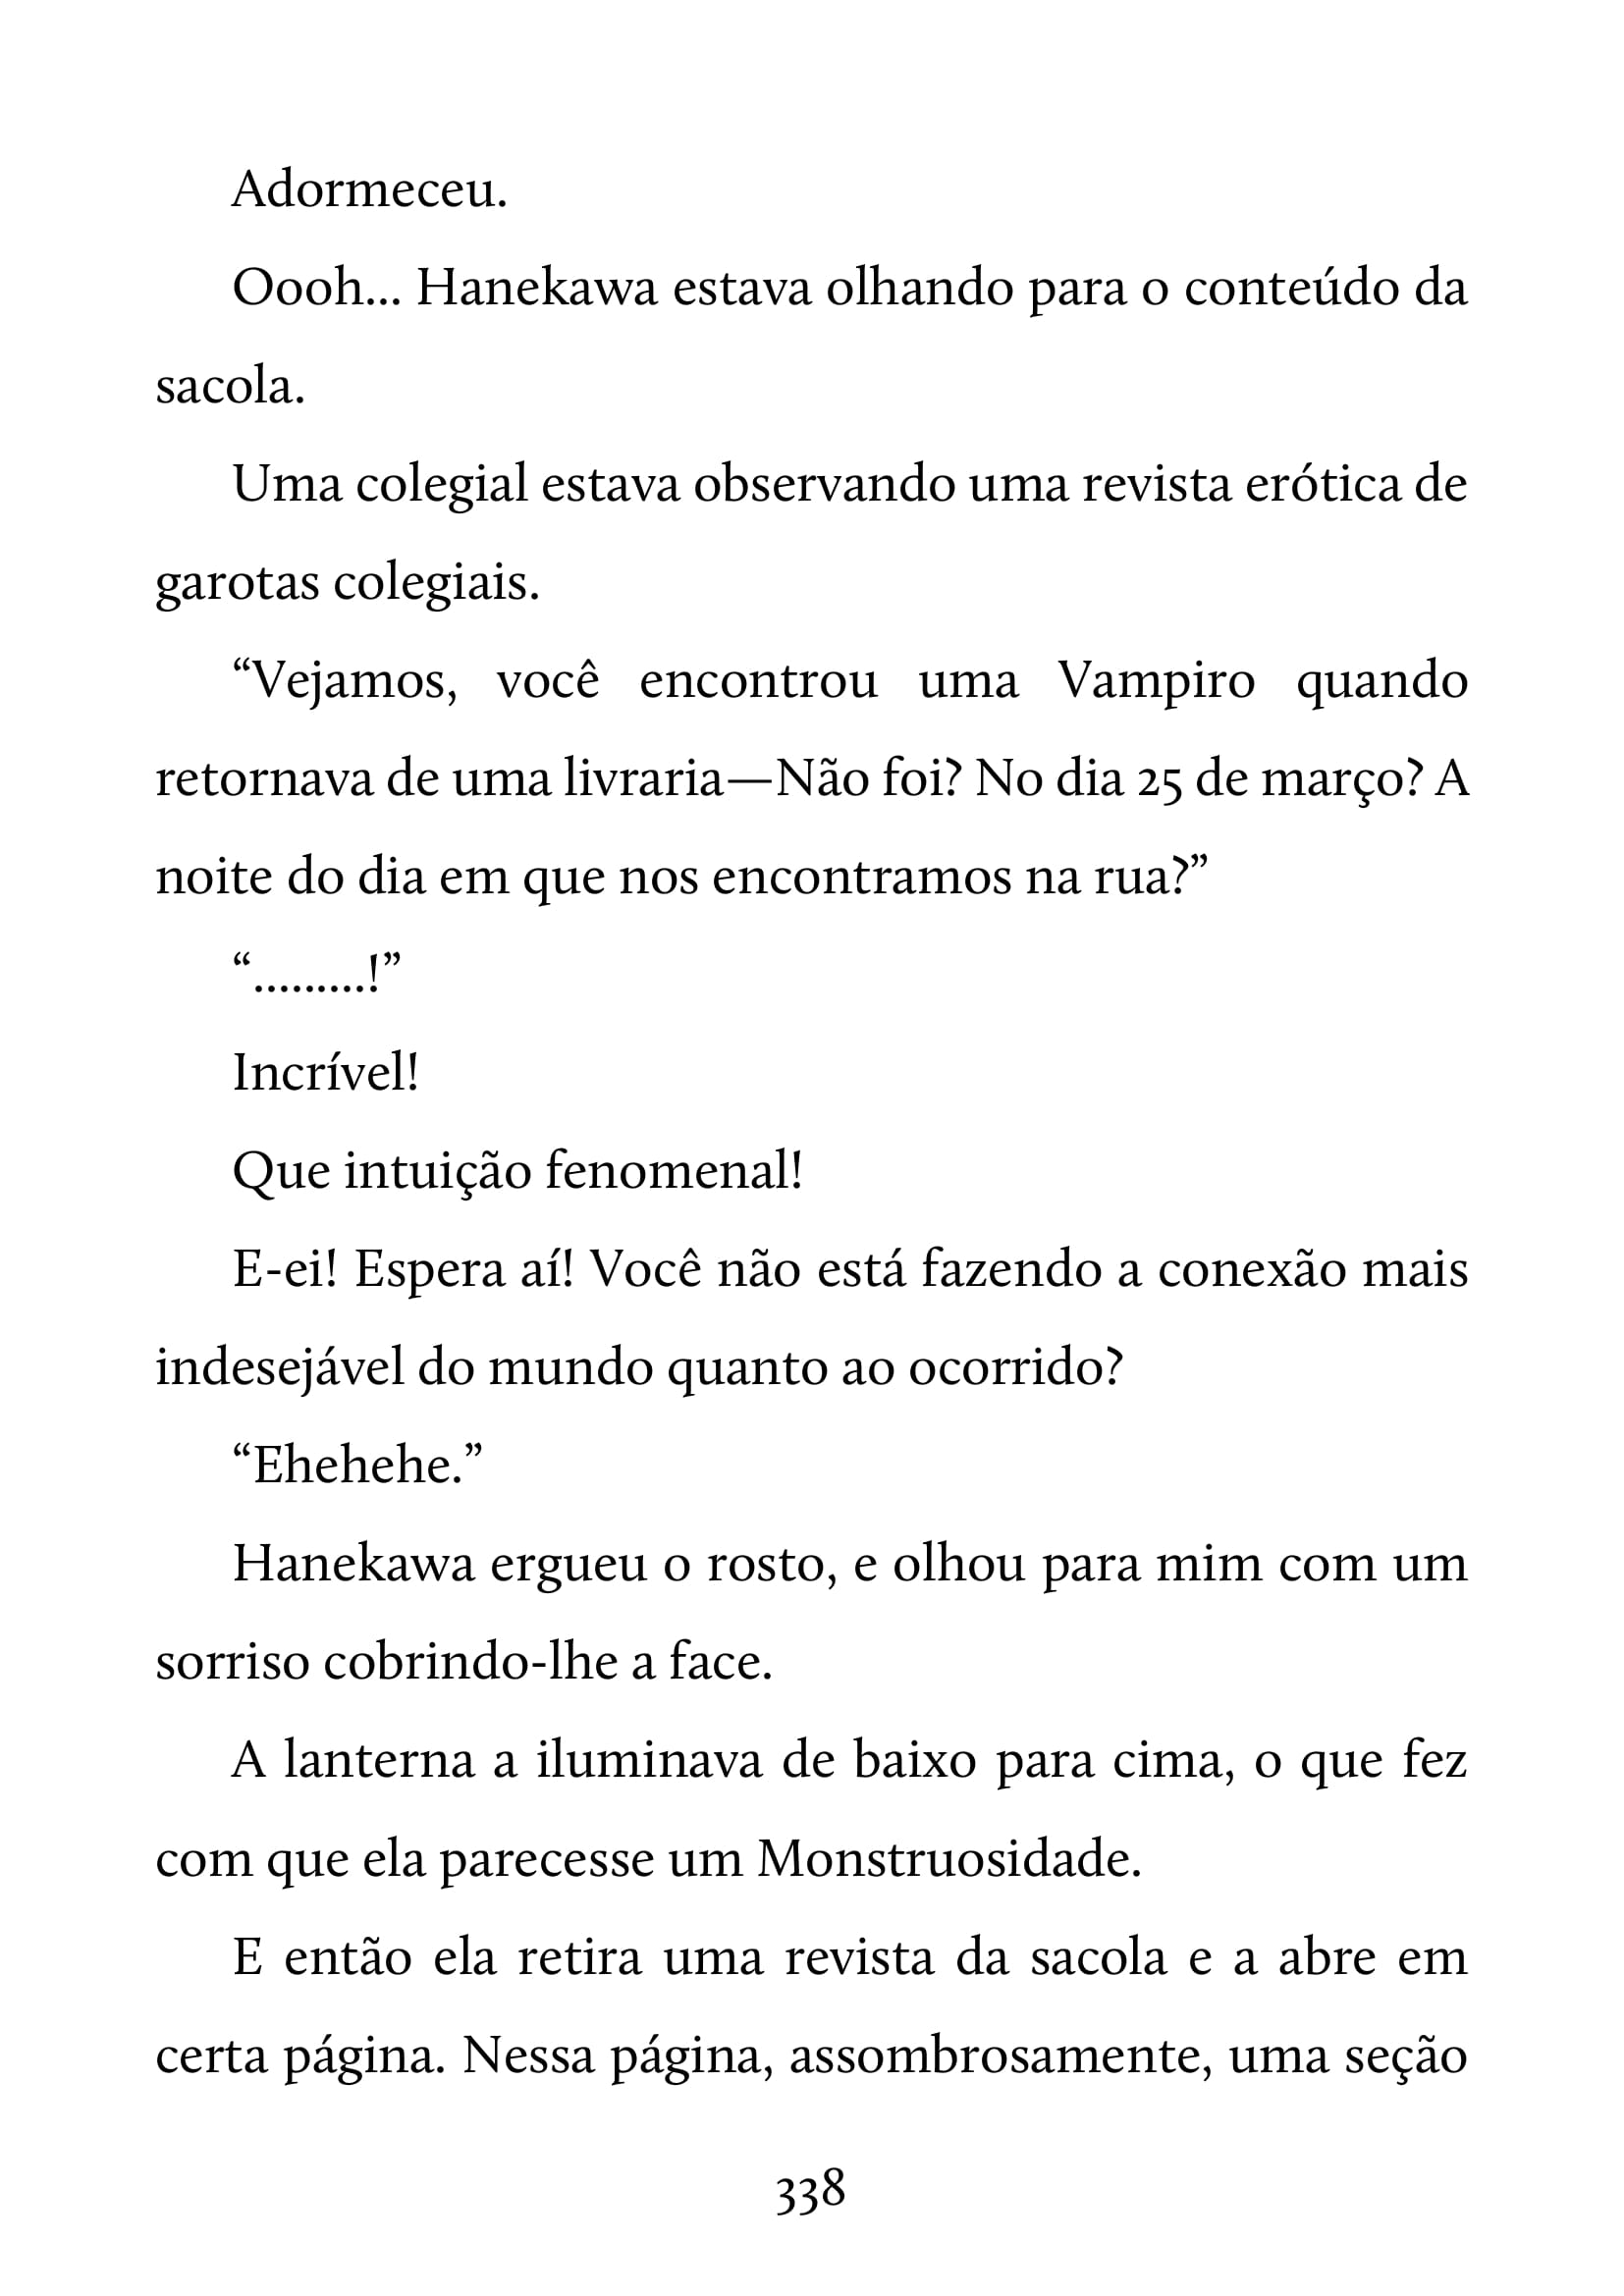 Adormeceu.
Oooh... Hanekawa estava olhando para o conteúdo da
sacola.
Uma colegial estava observando uma revista erótica de
garotas colegiais.
“Vejamos, você encontrou uma Vampiro quando
retornava de uma livraria—Não foi? No dia 25 de março? A
noite do dia em que nos encontramos na rua?”
“.........!”
Incrível!
Que intuição fenomenal!
E-ei! Espera aí! Você não está fazendo a conexão mais
indesejável do mundo quanto ao ocorrido?
“Ehehehe.”
Hanekawa ergueu o rosto, e olhou para mim com um
sorriso cobrindo-lhe a face.
A lanterna a iluminava de baixo para cima, o que fez
com que ela parecesse um Monstruosidade.
E então ela retira uma revista da sacola e a abre em
certa página. Nessa página, assombrosamente, uma seção
338